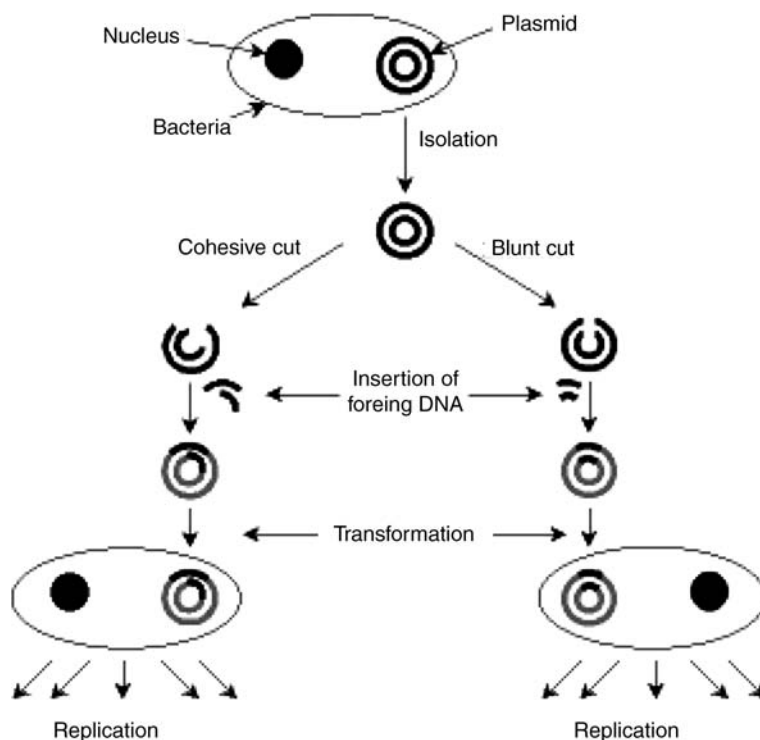 Nucleus
Plasmid
Bacteria
Isolation
Cohesive cut
Blunt cut
Insertion of
foreing DNA
Transformation
Replication
Replication